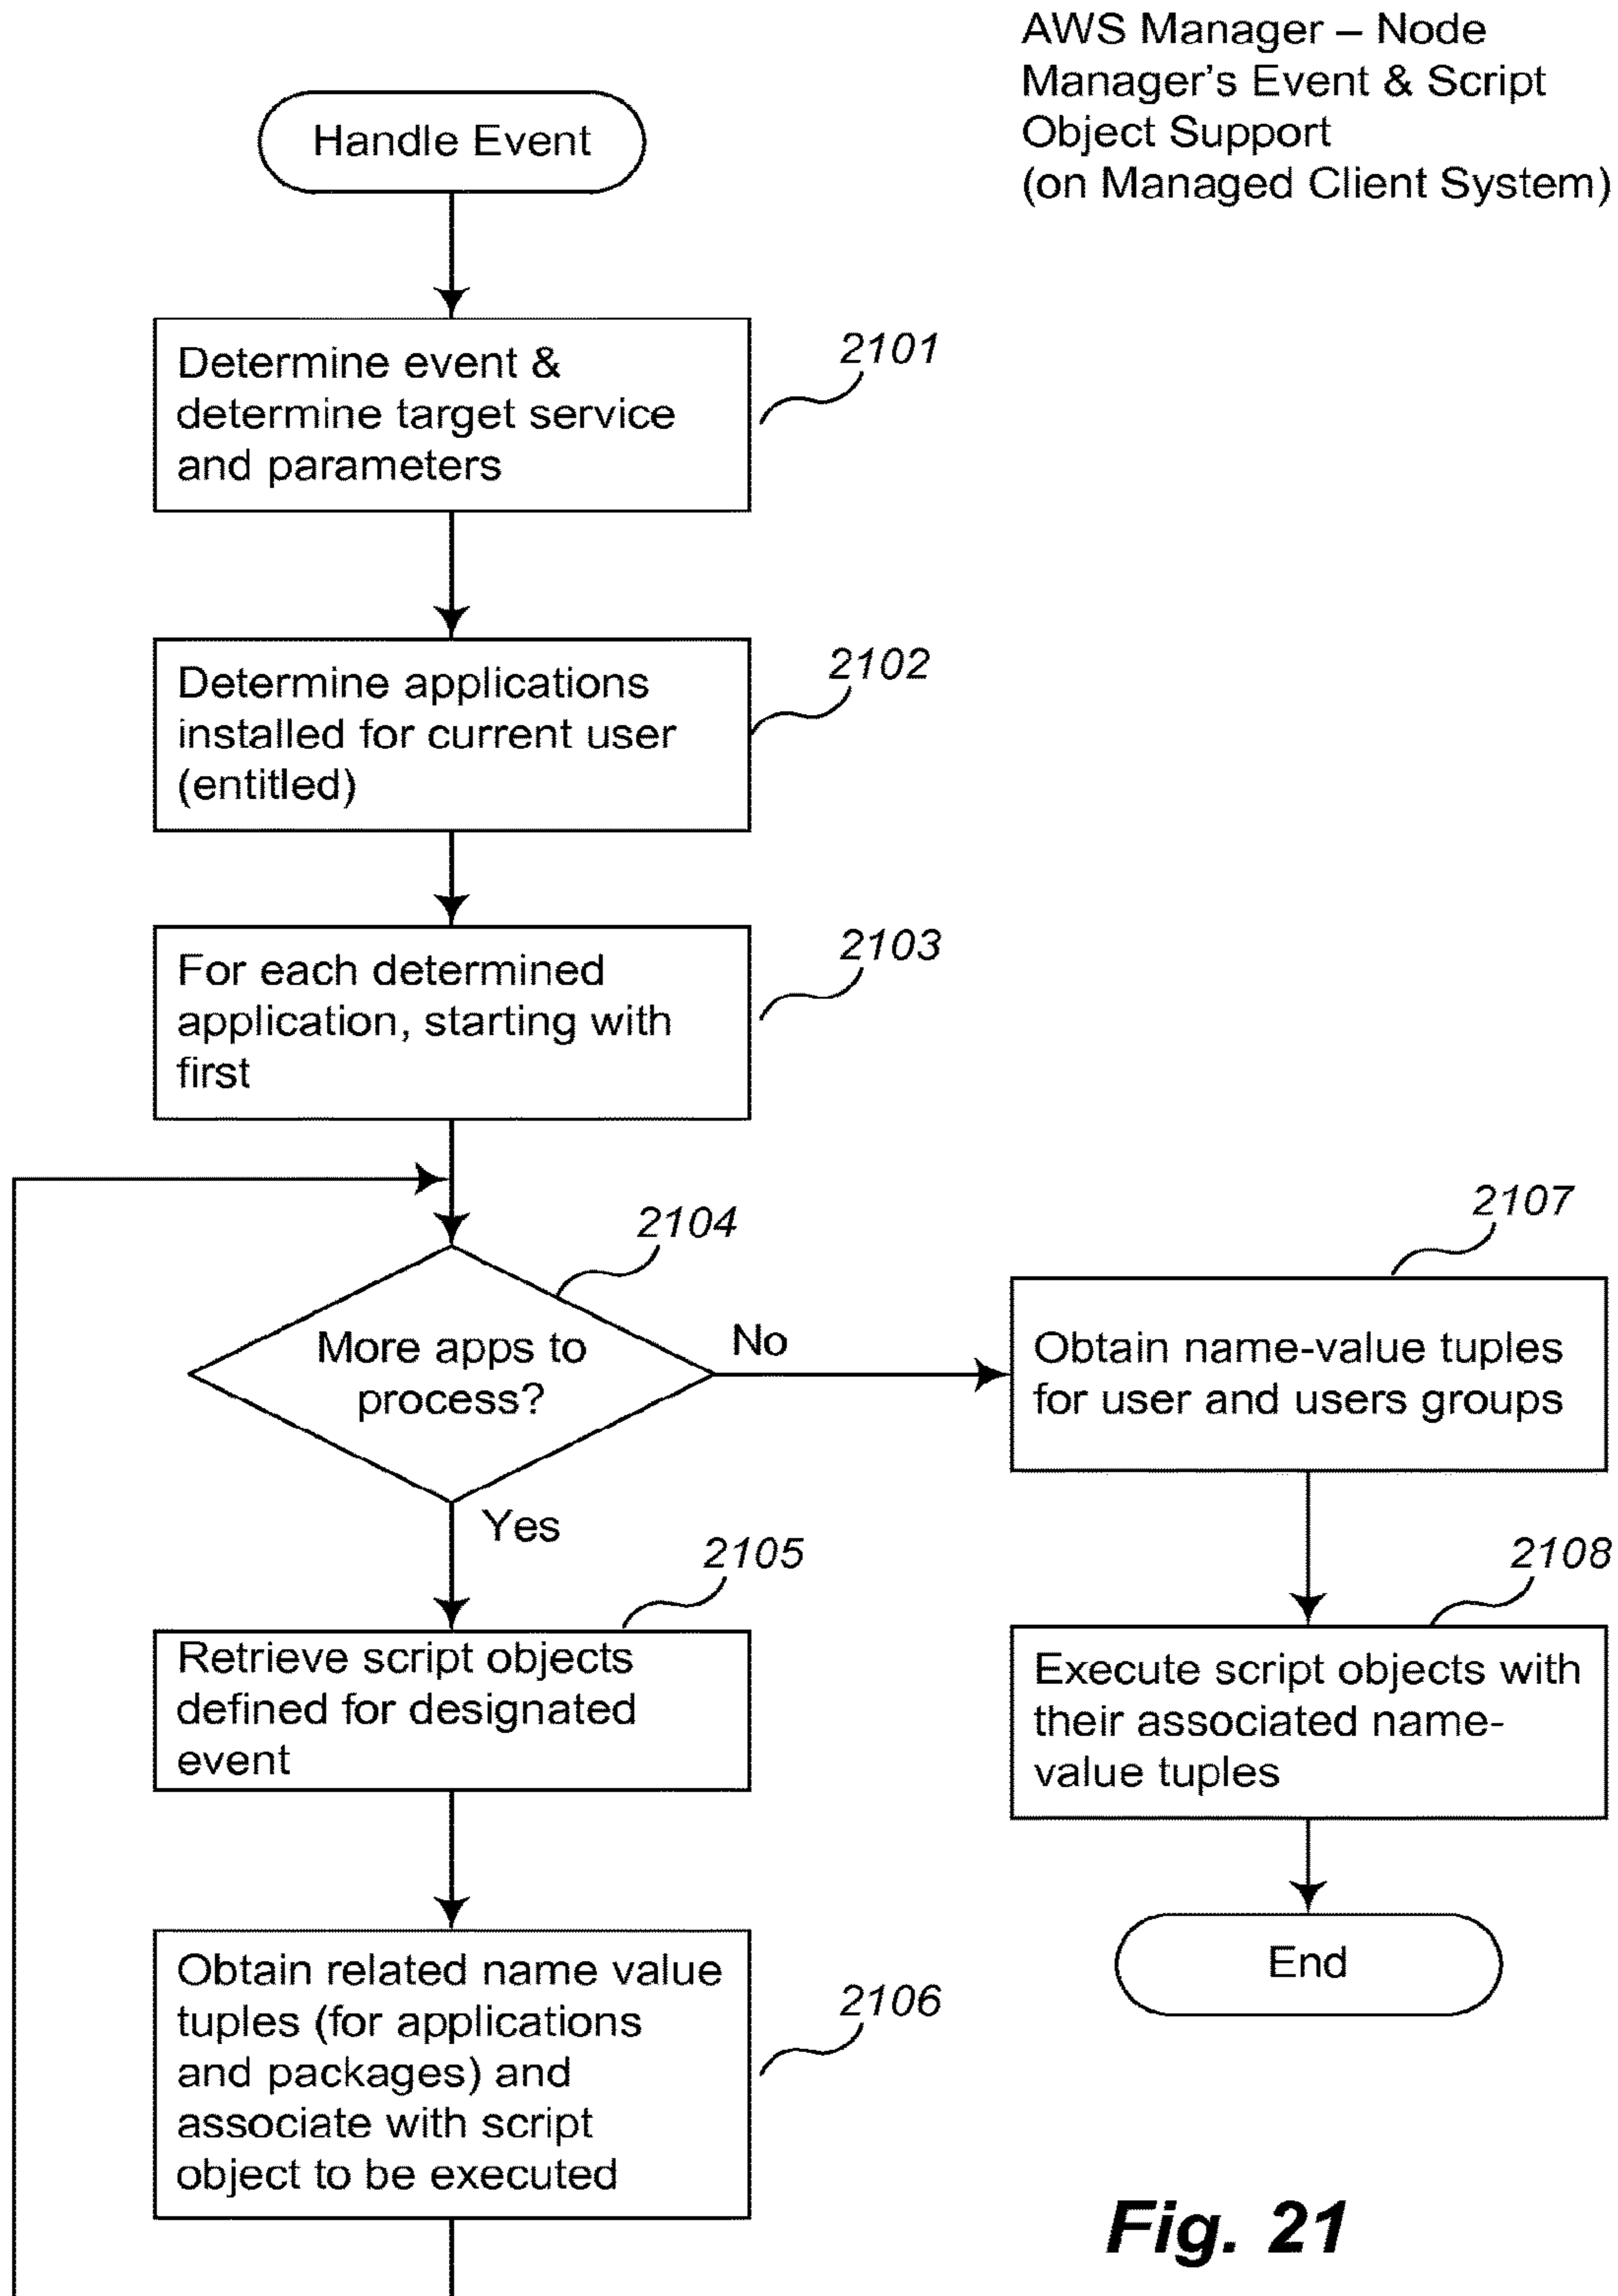 AWS Manager – Node
Manager's Event & Script
Object Support
(on Managed Client System)
Handle Event
2101
Determine event &
determine target service
and parameters
2102
Determine applications
installed for current user
(entitled)
2103
For each determined
application, starting with
first
2104
More apps to
process?
No
Yes
2107
Obtain name-value tuples
for user and users groups
2105
Retrieve script objects
defined for designated
event
2108
Execute script objects with
their associated name-
value tuples
2106
Obtain related name value
tuples (for applications
and packages) and
associate with script
object to be executed
End
Fig. 21